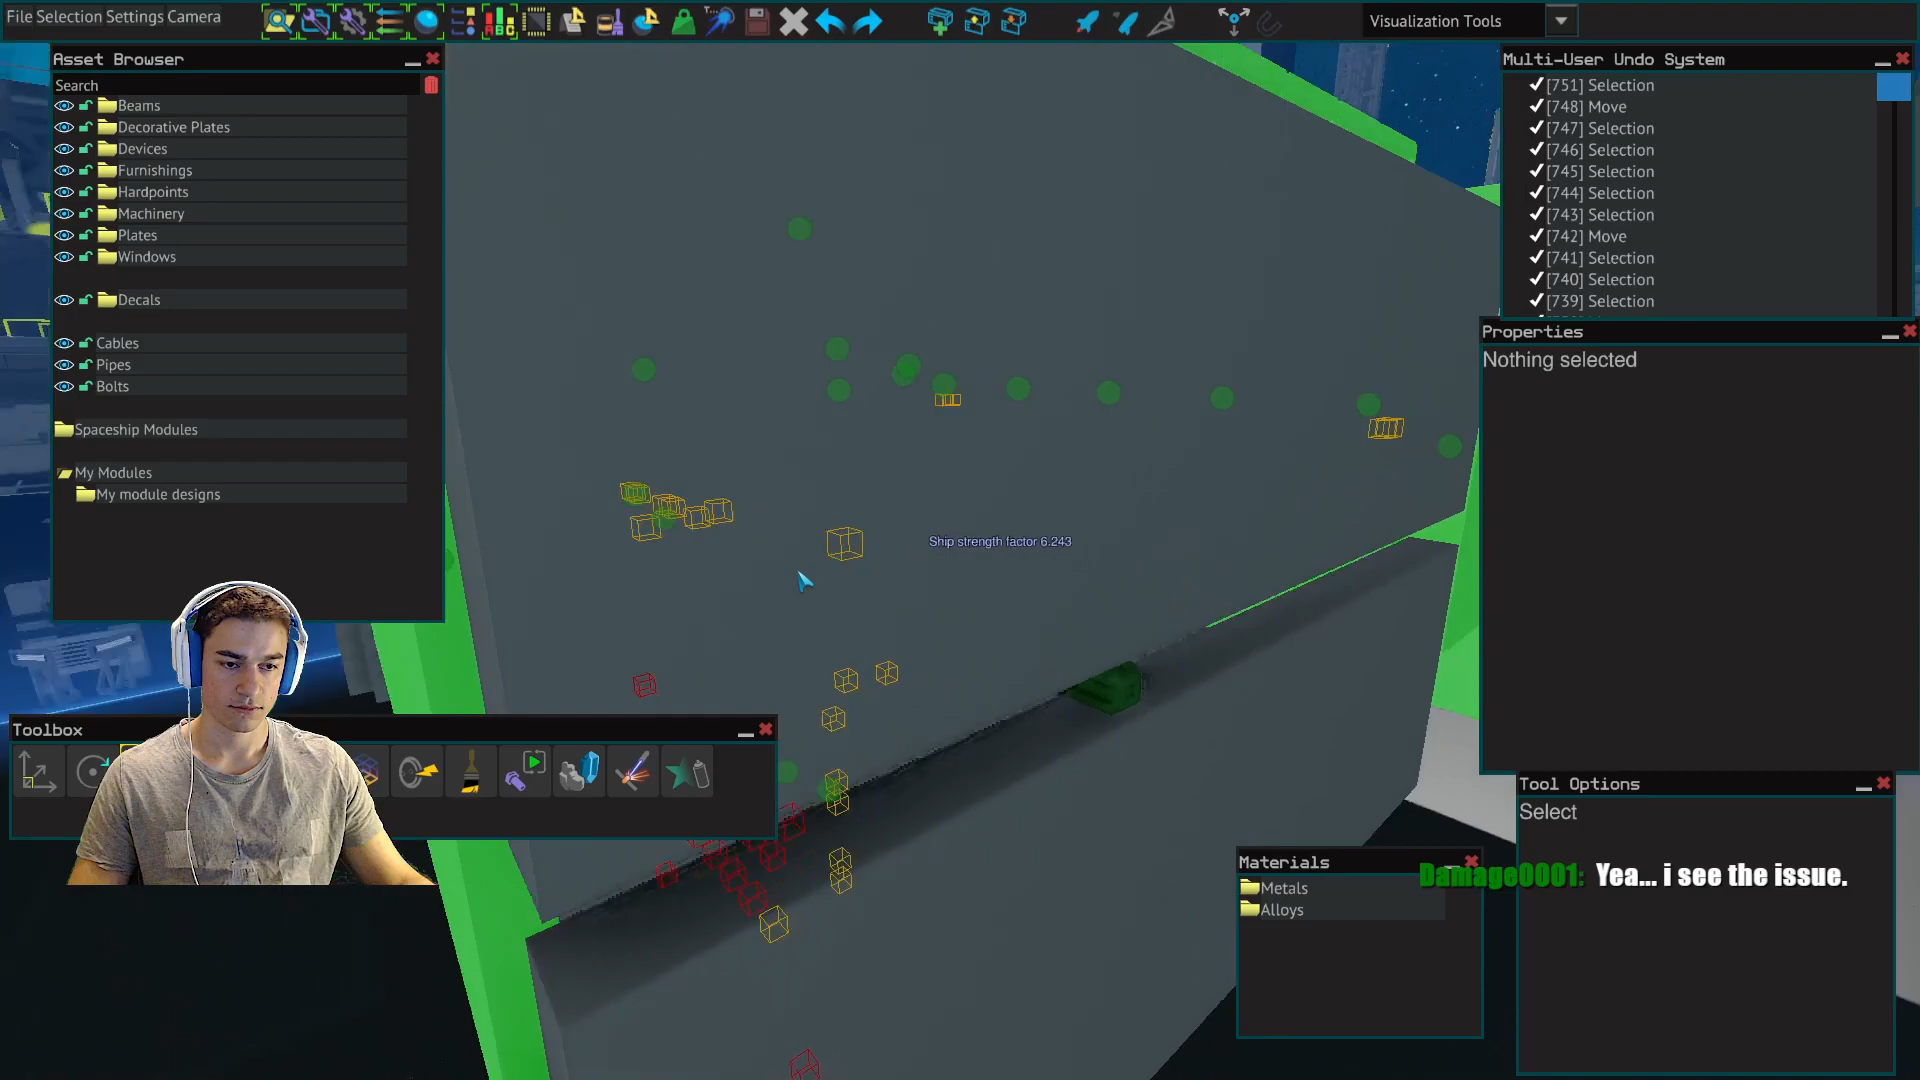 File Selection Settings Camera
Visualization Tools
Asset Browser
Search
Beams
Decorative Plates
Devices
Furnishings
Hardpoints
Machinery
Plates
Windows
Decals
Cables
Pipes
Bolts
Spaceship Modules
My Modules
My module designs
Multi-User Undo System
[751] Selection
[748] Move
[747] Selection
[746] Selection
[745] Selection
[744] Selection
[743] Selection
[742] Move
[741] Selection
[740] Selection
[739] Selection
Properties
Nothing selected
Ship strength factor 6.243
Toolbox
Tool Options
Select
Materials
Metals
Alloys
Damage0001: Yea... i see the issue.